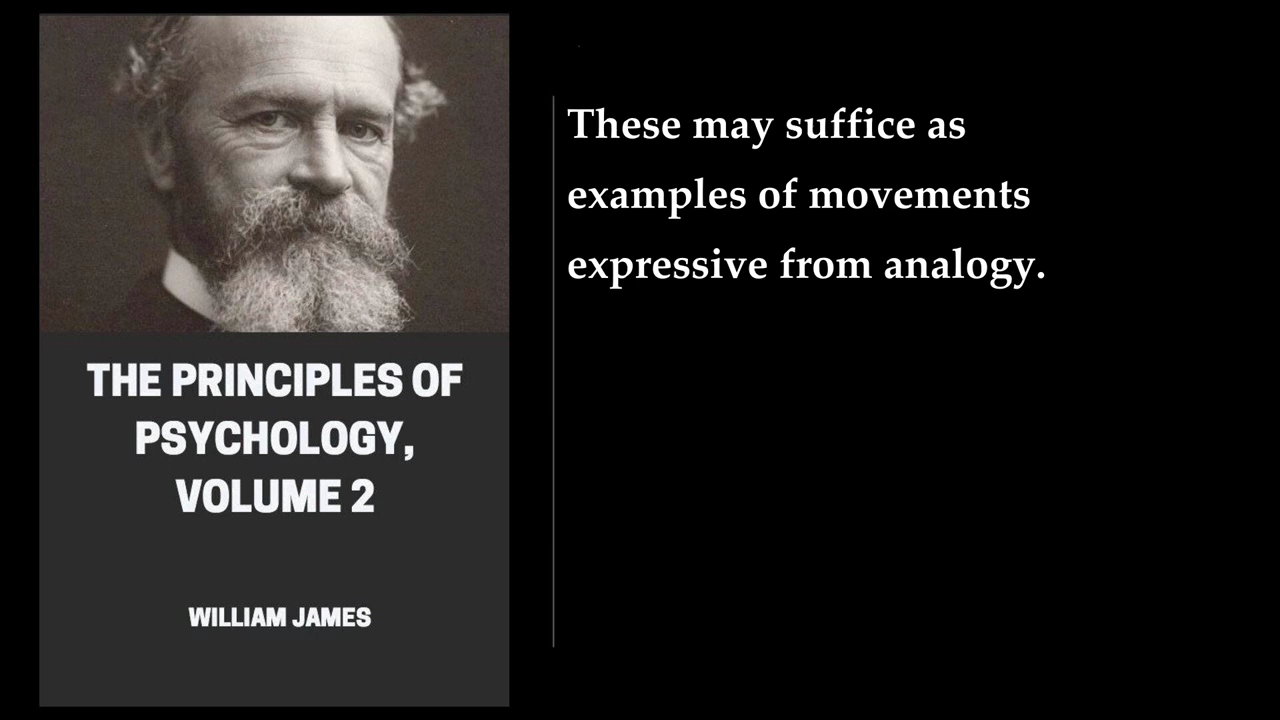 THE PRINCIPLES OF
PSYCHOLOGY,
VOLUME 2
WILLIAM JAMES
These may suffice as
examples of movements
expressive from analogy.